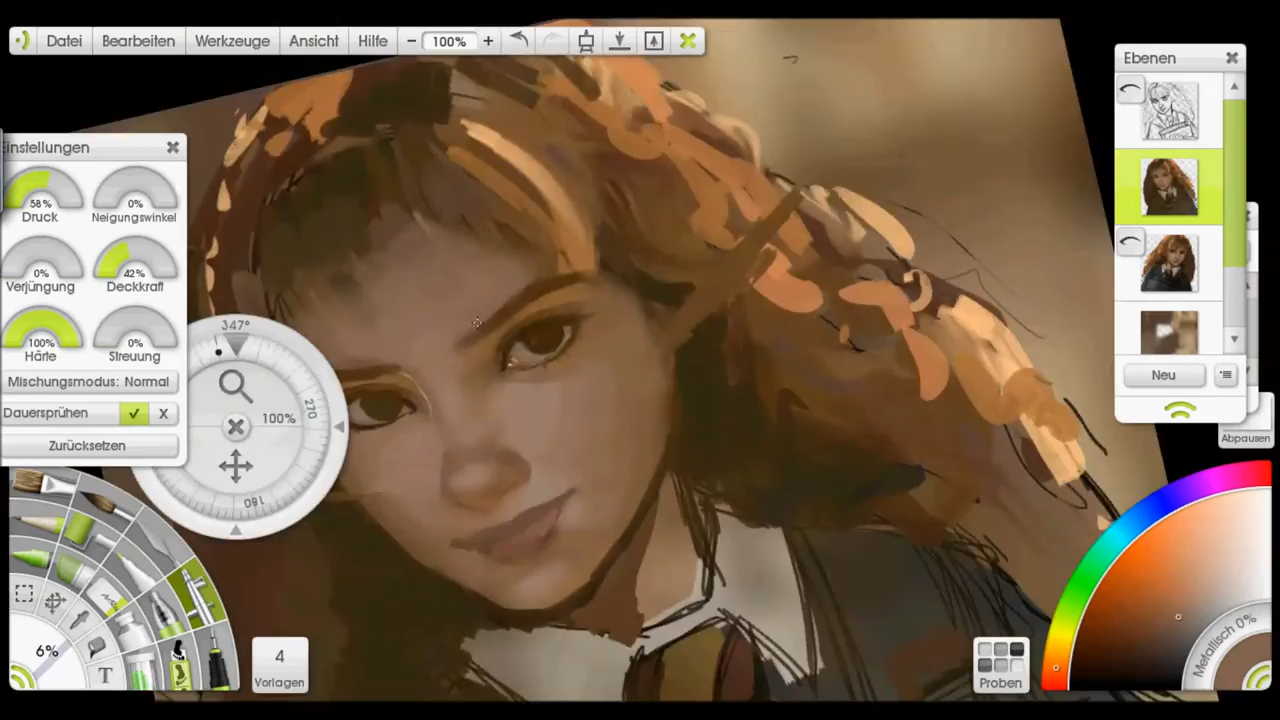 Datei Bearbeiten Werkzeuge Ansicht Hilfe − 100% +
Ebenen
Einstellungen
58% 0%
Druck Neigungswinkel
0% 42%
Verjüngung Deckkraft
100% 0%
Härte Streuung
Mischungsmodus: Normal
Dauersprühen X
Zurücksetzen
347°
270
100%
180
Neu
Abpausen
6%
T
4
Vorlagen
Proben
Metallisch 0%